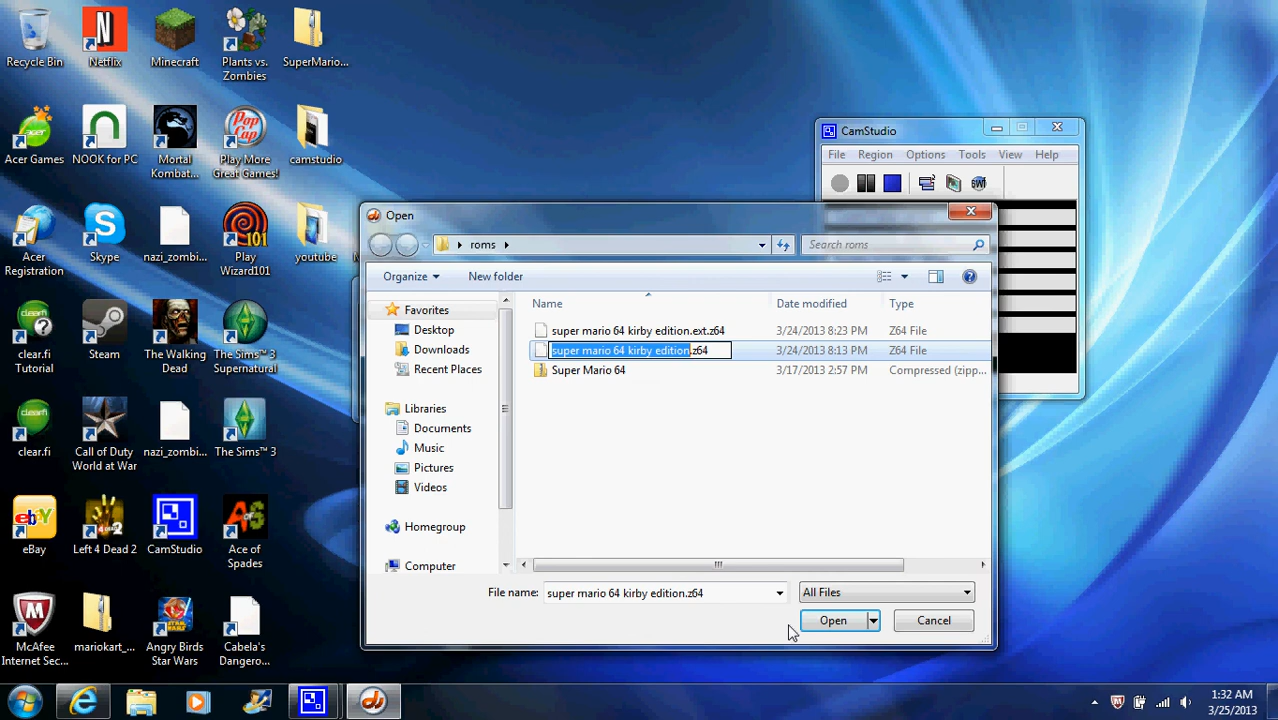 Recycle Bin
Netflix
Minecraft
Plants vs.
Zombies
SuperMario...
Acer Games
NOOK for PC
Mortal
Kombat...
Pop
Cap
Play More
Great Games!
camstudio
Acer
Registration
Skype
nazi_zombi...
101
Play
Wizard101
youtube
clear.fi
Tutorial
Steam
The Walking
Dead
The Sims™ 3
Supernatural
clear.fi
Call of Duty
World at War
nazi_zombi...
The Sims™ 3
eBay
Left 4 Dead 2
CamStudio
Ace of
Spades
McAfee
Internet Sec...
mariokart_...
Angry Birds
Star Wars
Cabela's
Dangero...
CamStudio
File Region Options Tools View Help
Open
roms
Search roms
Organize
New folder
Favorites
Desktop
Downloads
Recent Places
Libraries
Documents
Music
Pictures
Videos
Homegroup
Computer
Name Date modified Type
super mario 64 kirby edition.ext.z64 3/24/2013 8:23 PM Z64 File
super mario 64 kirby edition.z64 3/24/2013 8:13 PM Z64 File
Super Mario 64 3/17/2013 2:57 PM Compressed (zipp...
File name: super mario 64 kirby edition.z64
All Files
Open
Cancel
1:32 AM
3/25/2013